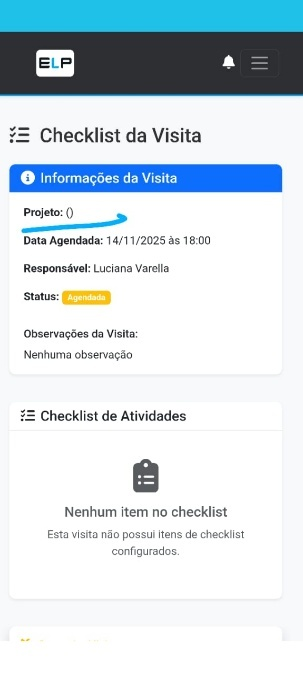 ELP
Checklist da Visita
Informações da Visita
Projeto: ()
Data Agendada: 14/11/2025 às 18:00
Responsável: Luciana Varella
Status: Agendada
Observações da Visita:
Nenhuma observação
Checklist de Atividades
Nenhum item no checklist
Esta visita não possui itens de checklist
configurados.